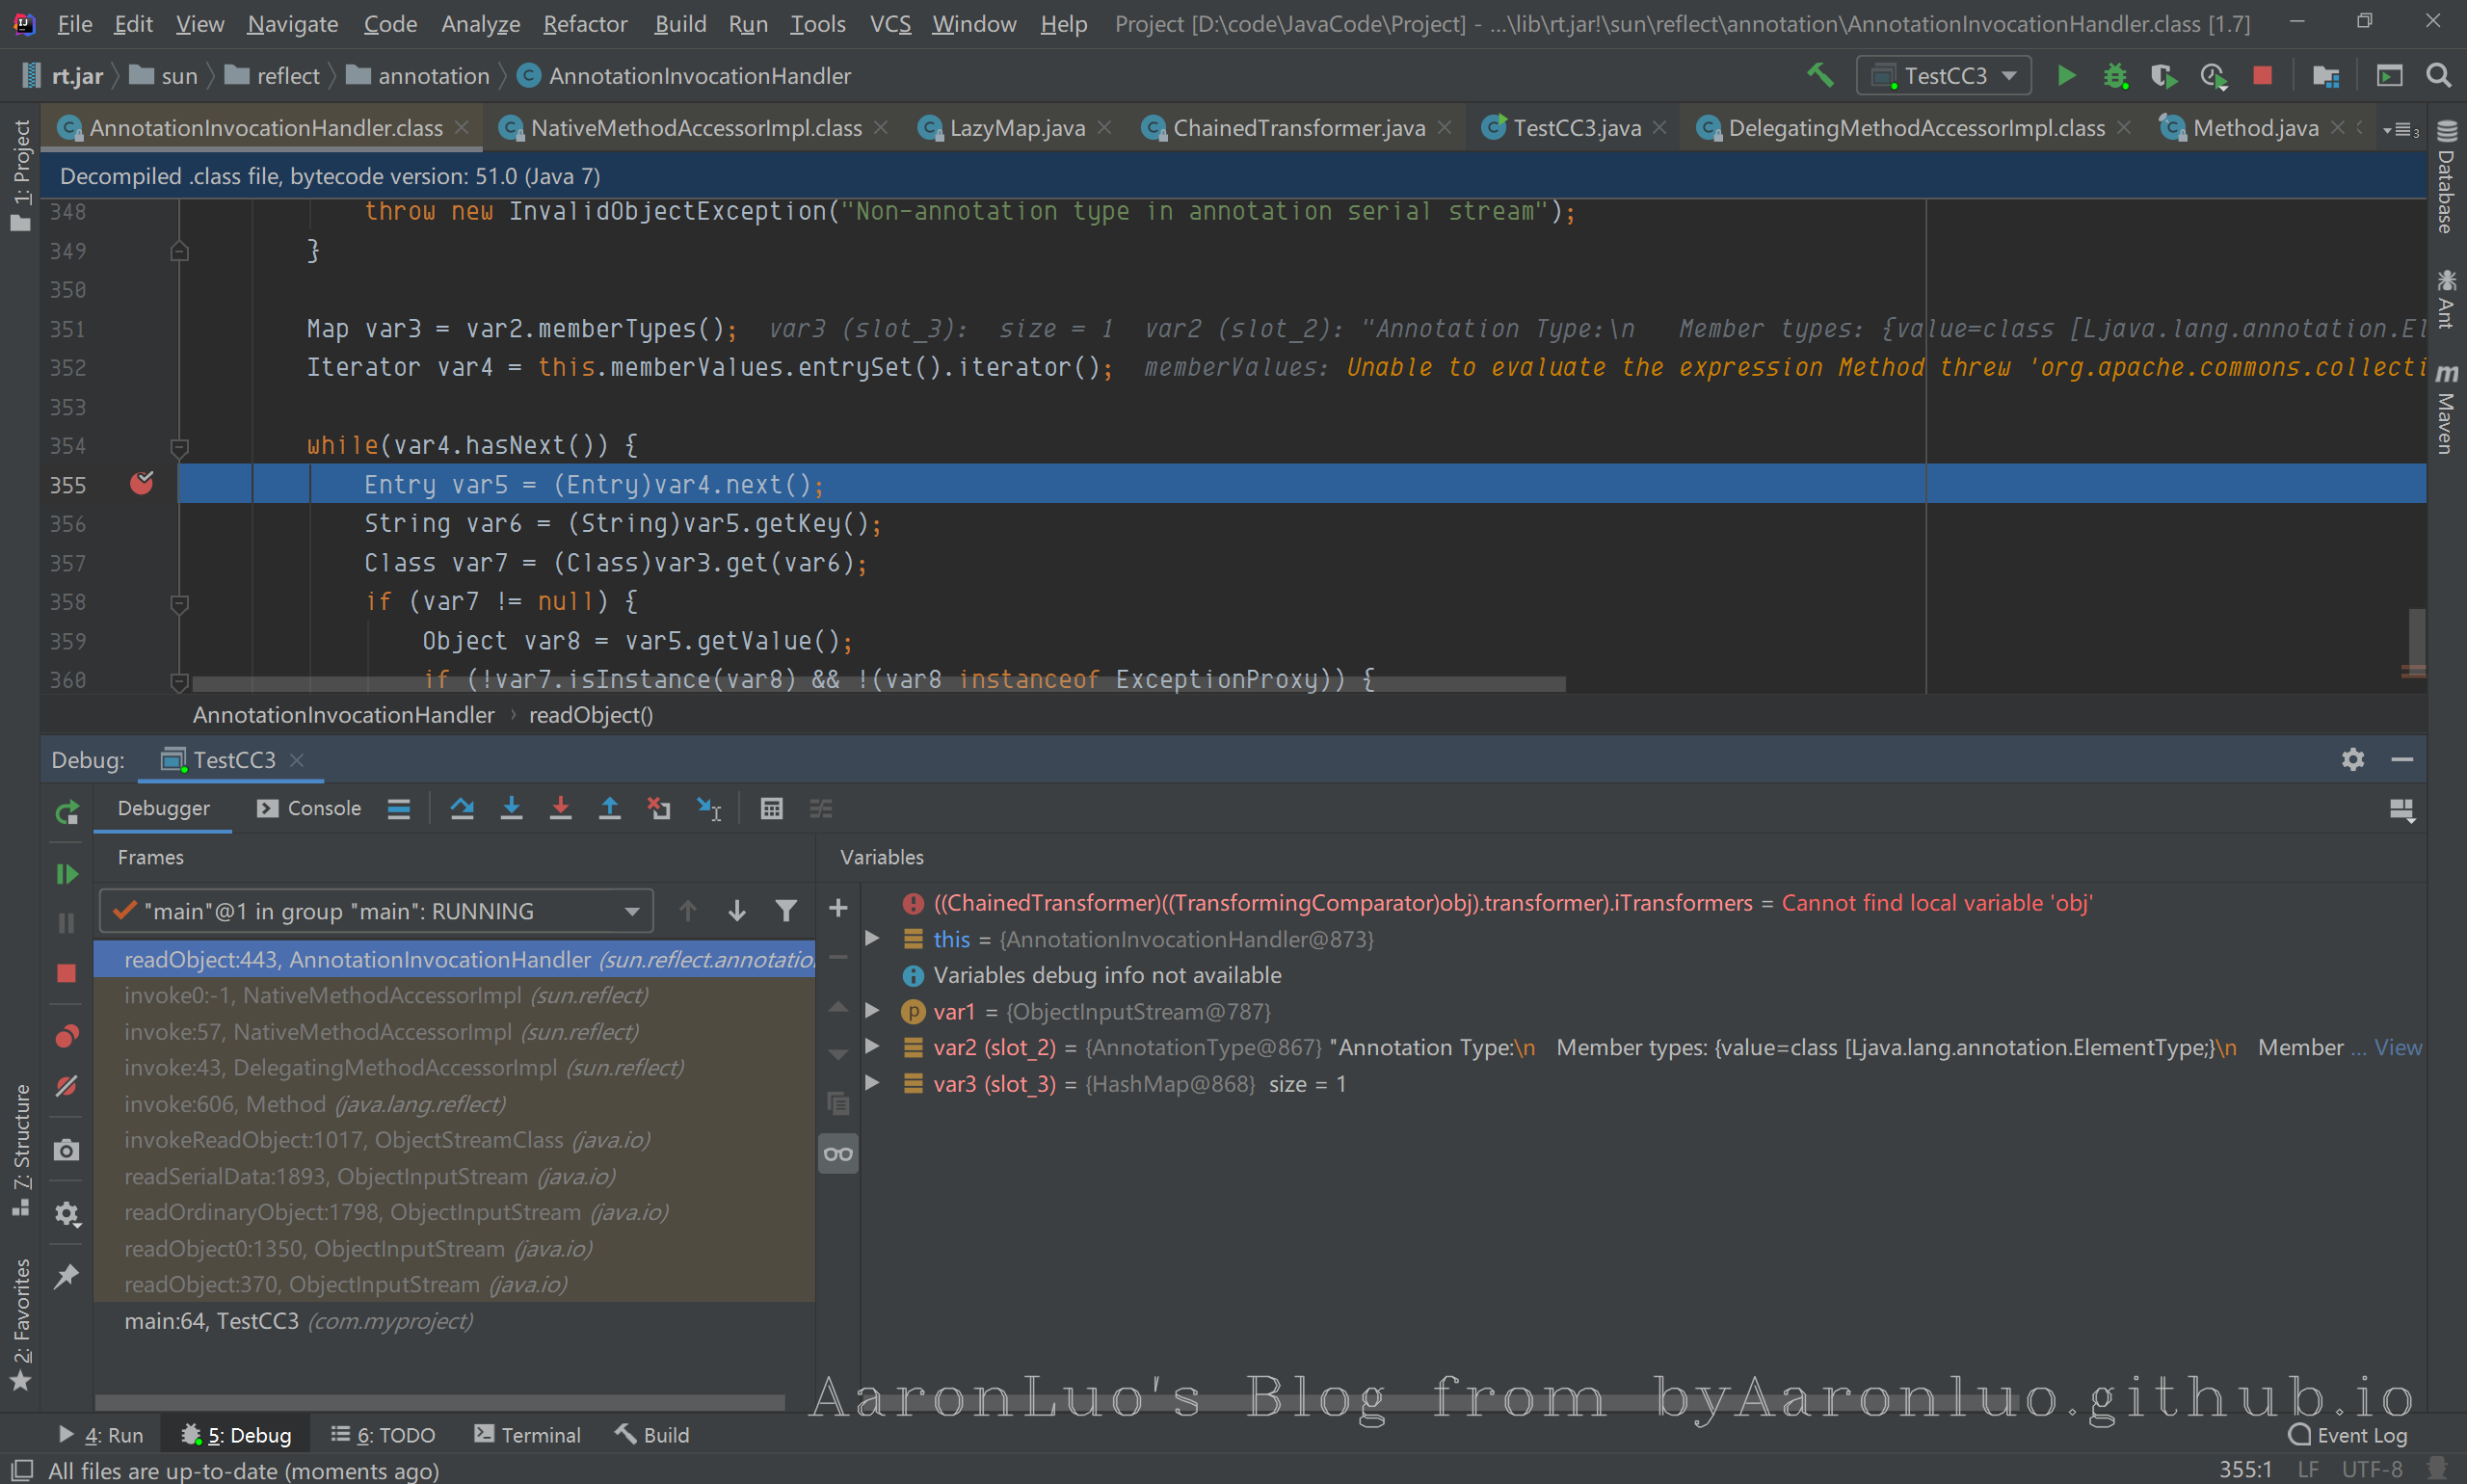 File Edit View Navigate Code Analyze Refactor Build Run Tools VCS Window Help Project [D:\code\JavaCode\Project] - ...\lib\rt.jar!\sun\reflect\annotation\AnnotationInvocationHandler.class [1.7]
rt.jar sun reflect annotation AnnotationInvocationHandler TestCC3
AnnotationInvocationHandler.class NativeMethodAccessorImpl.class LazyMap.java ChainedTransformer.java TestCC3.java DelegatingMethodAccessorImpl.class Method.java 3
Decompiled .class file, bytecode version: 51.0 (Java 7)
348 throw new InvalidObjectException("Non-annotation type in annotation serial stream");
349 }
350
351 Map var3 = var2.memberTypes(); var3 (slot_3): size = 1 var2 (slot_2): "Annotation Type:\n Member types: {value=class [Ljava.lang.annotation.El
352 Iterator var4 = this.memberValues.entrySet().iterator(); memberValues: Unable to evaluate the expression Method threw 'org.apache.commons.collecti
353
354 while(var4.hasNext()) {
355 Entry var5 = (Entry)var4.next();
356 String var6 = (String)var5.getKey();
357 Class var7 = (Class)var3.get(var6);
358 if (var7 != null) {
359 Object var8 = var5.getValue();
360 if (!var7.isInstance(var8) && !(var8 instanceof ExceptionProxy)) {
AnnotationInvocationHandler › readObject()
1: Project
7: Structure
2: Favorites
Database
Ant
Maven
Debug: TestCC3
Debugger Console
Frames
"main"@1 in group "main": RUNNING
readObject:443, AnnotationInvocationHandler (sun.reflect.annotatio
invoke0:-1, NativeMethodAccessorImpl (sun.reflect)
invoke:57, NativeMethodAccessorImpl (sun.reflect)
invoke:43, DelegatingMethodAccessorImpl (sun.reflect)
invoke:606, Method (java.lang.reflect)
invokeReadObject:1017, ObjectStreamClass (java.io)
readSerialData:1893, ObjectInputStream (java.io)
readOrdinaryObject:1798, ObjectInputStream (java.io)
readObject0:1350, ObjectInputStream (java.io)
readObject:370, ObjectInputStream (java.io)
main:64, TestCC3 (com.myproject)
Variables
((ChainedTransformer)((TransformingComparator)obj).transformer).iTransformers = Cannot find local variable 'obj'
this = {AnnotationInvocationHandler@873}
Variables debug info not available
var1 = {ObjectInputStream@787}
var2 (slot_2) = {AnnotationType@867} "Annotation Type:\n Member types: {value=class [Ljava.lang.annotation.ElementType;}\n Member ... View
var3 (slot_3) = {HashMap@868} size = 1
AaronLuo's Blog from byAaronluo.github.io
4: Run 5: Debug 6: TODO Terminal Build Event Log
All files are up-to-date (moments ago) 355:1 LF UTF-8